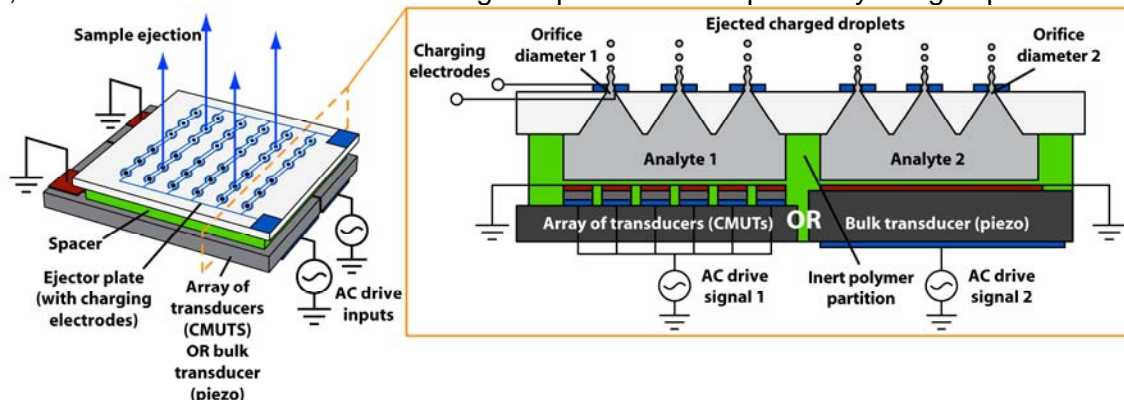 Sample ejection
Spacer
Ejector plate
(with charging
electrodes)
Array of
transducers
(CMUTS)
OR bulk
transducer
(piezo)
AC drive
inputs
Ejected charged droplets
Charging
electrodes
Orifice
diameter 1
Orifice
diameter 2
Analyte 1
Analyte 2
Array of transducers (CMUTs)
OR
Bulk transducer (piezo)
AC drive
signal 1
Inert polymer
partition
AC drive
signal 2